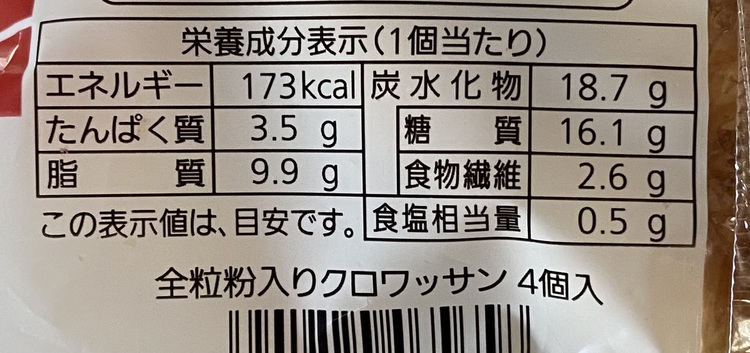 栄養成分表示(1個当たり)
エネルギー 173kcal 炭水化物 18.7 g
たんぱく質 3.5 g 糖質 16.1 g
脂質 9.9 g 食物繊維 2.6 g
この表示値は、目安です。 食塩相当量 0.5 g
全粒粉入りクロワッサン 4個入